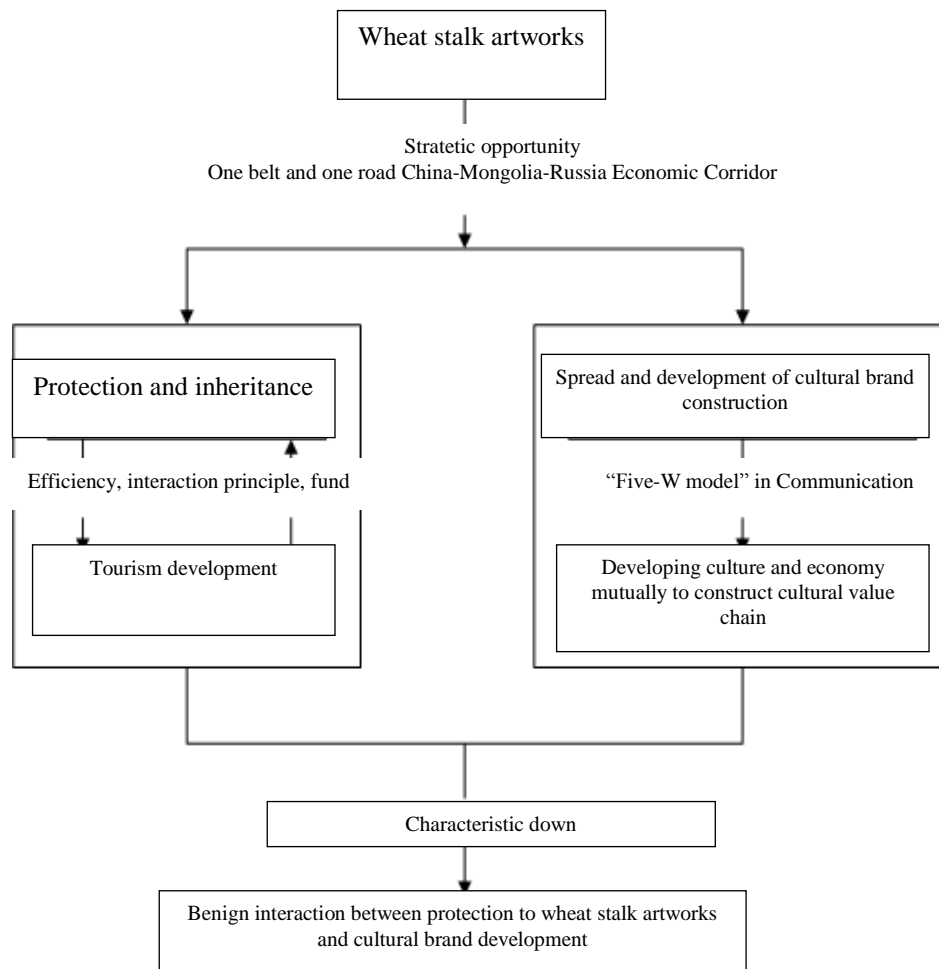 Wheat stalk artworks
Stratetic opportunity
One belt and one road China-Mongolia-Russia Economic Corridor
Protection and inheritance
Efficiency, interaction principle, fund
Tourism development
Spread and development of cultural brand
construction
“Five-W model” in Communication
Developing culture and economy
mutually to construct cultural value
chain
Characteristic down
Benign interaction between protection to wheat stalk artworks
and cultural brand development